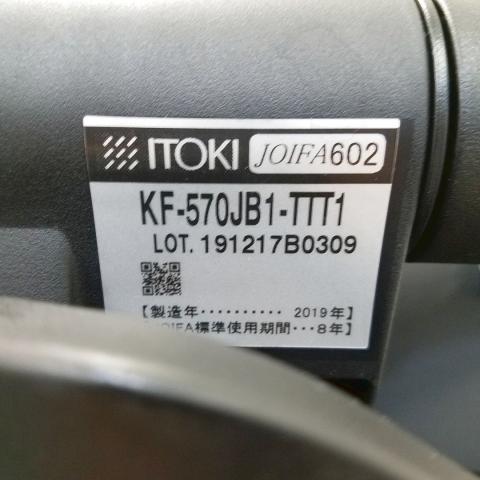 ITOKI JOIFA602
KF-570JB1-TTT1
LOT. 191217B0309
【製造年·········· 2019年】
JOIFA標準使用期間···8年】